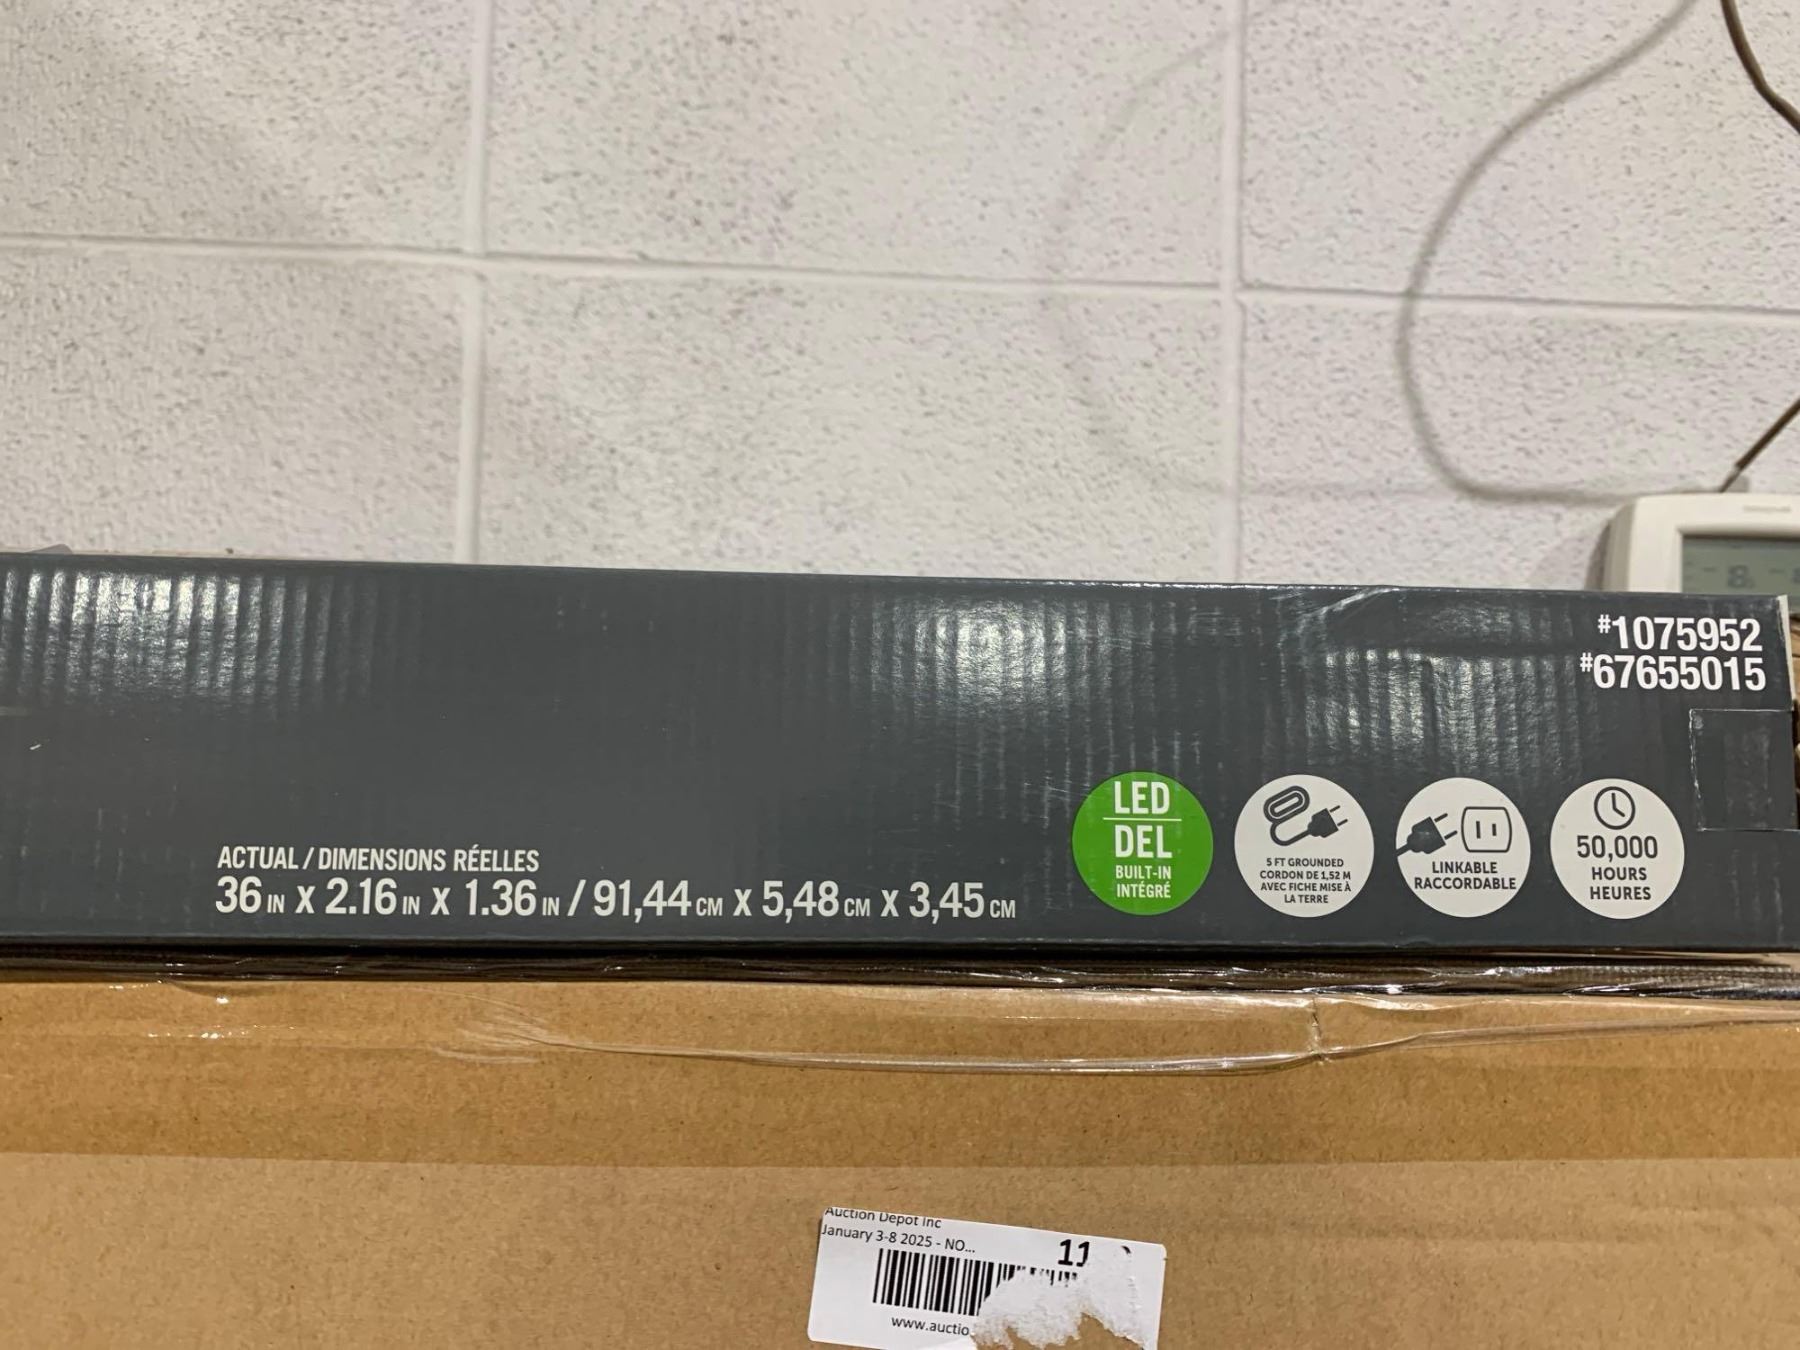 #1075952
#67655015
LED
DEL
BUILT-IN
INTÉGRÉ
5 FT GROUNDED
CORDON DE 1,52 M
AVEC FICHE MISE À
LA TERRE
LINKABLE
RACCORDABLE
50,000
HOURS
HEURES
ACTUAL / DIMENSIONS RÉELLES
36 IN X 2.16 IN X 1.36 IN / 91,44 CM X 5,48 CM X 3,45 CM
Auction Depot Inc
January 3-8 2025 - NO...
11
www.auctio